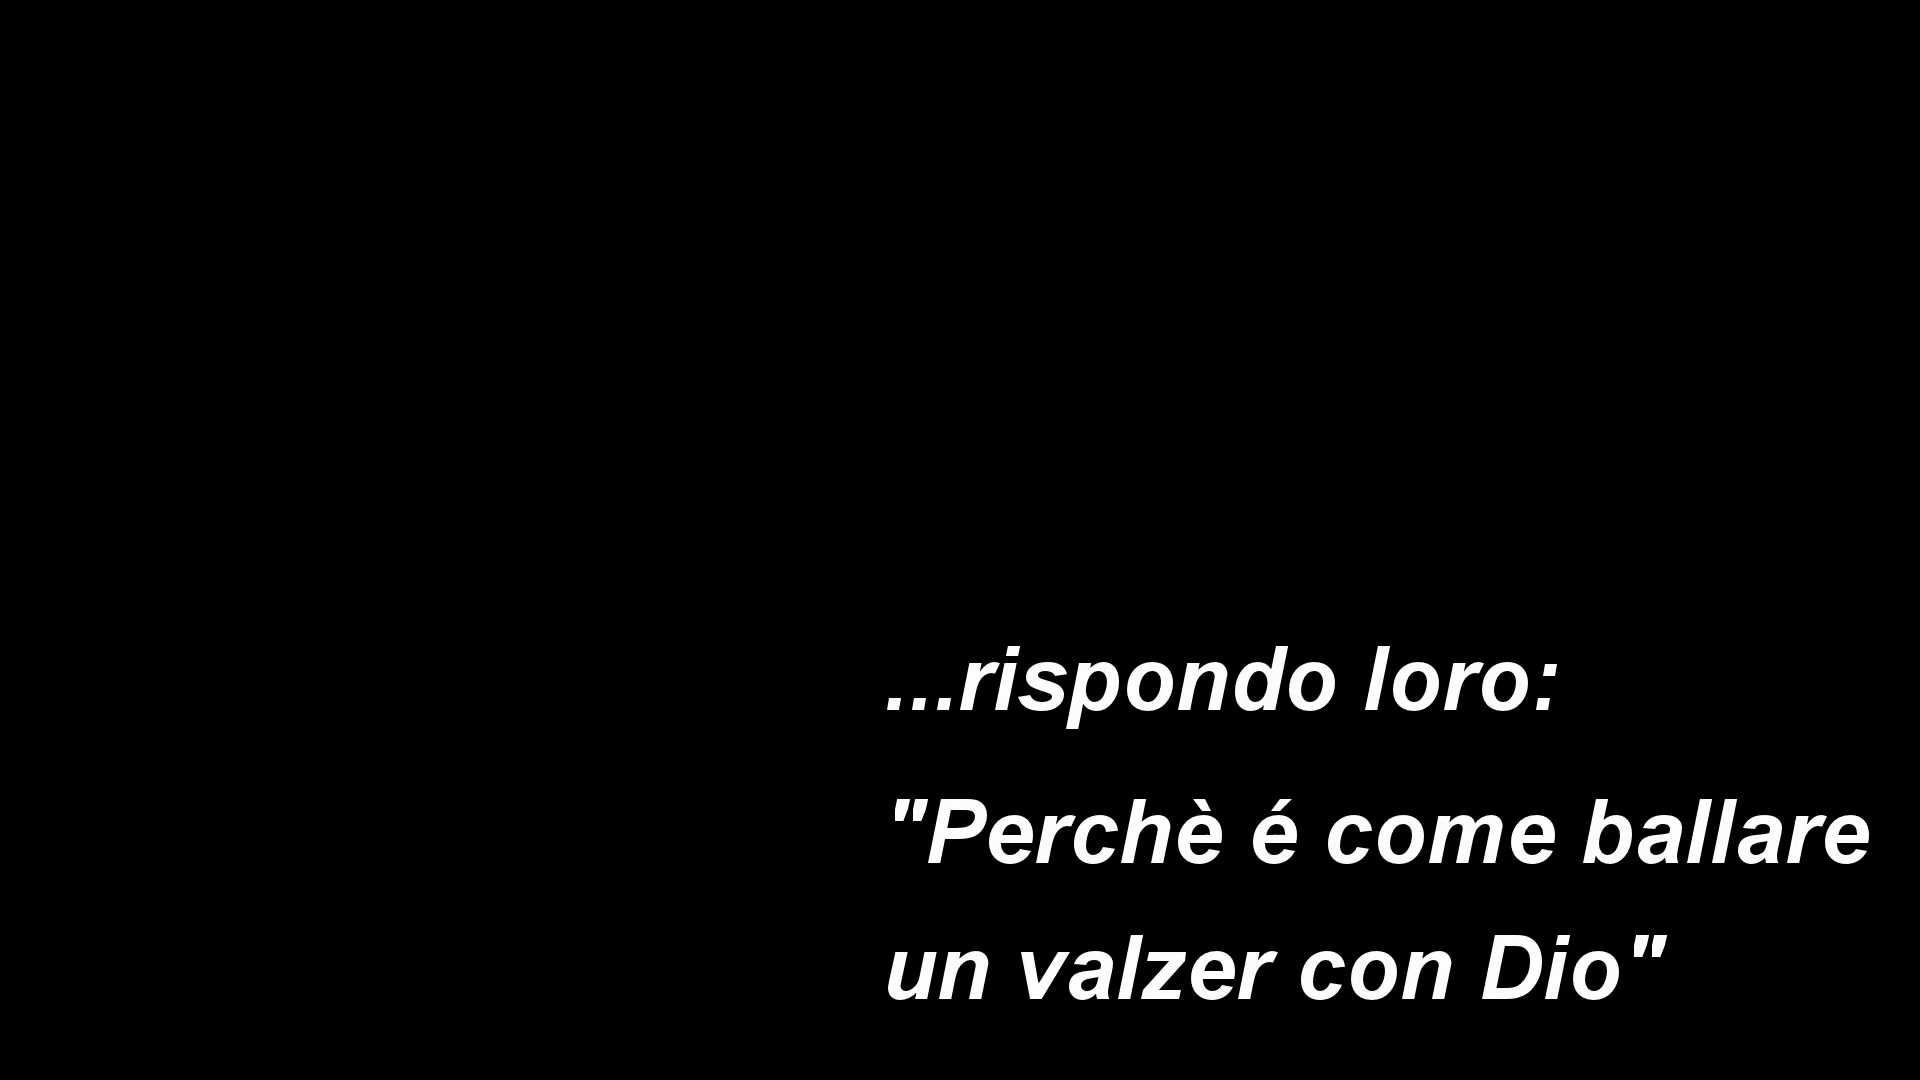 ...rispondo loro:
"Perchè é come ballare
un valzer con Dio"